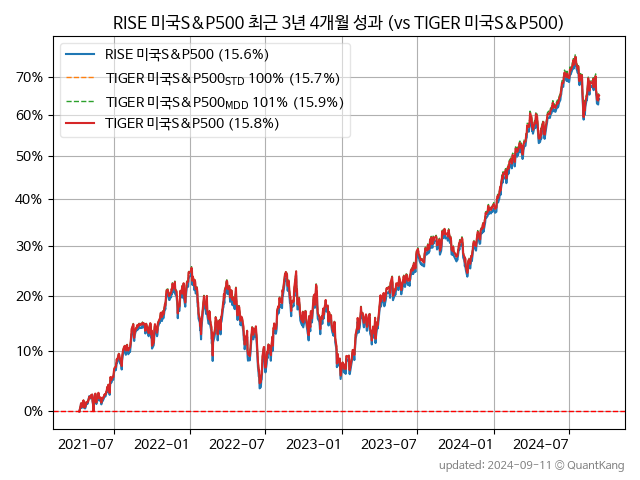 RISE 미국S&P500 최근 3년 4개월 성과 (vs TIGER 미국S&P500)
RISE 미국S&P500 (15.6%)
TIGER 미국S&P500STD 100% (15.7%)
TIGER 미국S&P500MDD 101% (15.9%)
TIGER 미국S&P500 (15.8%)
70%
60%
50%
40%
30%
20%
10%
0%
2021-07 2022-01 2022-07 2023-01 2023-07 2024-01 2024-07
updated: 2024-09-11 © QuantKang